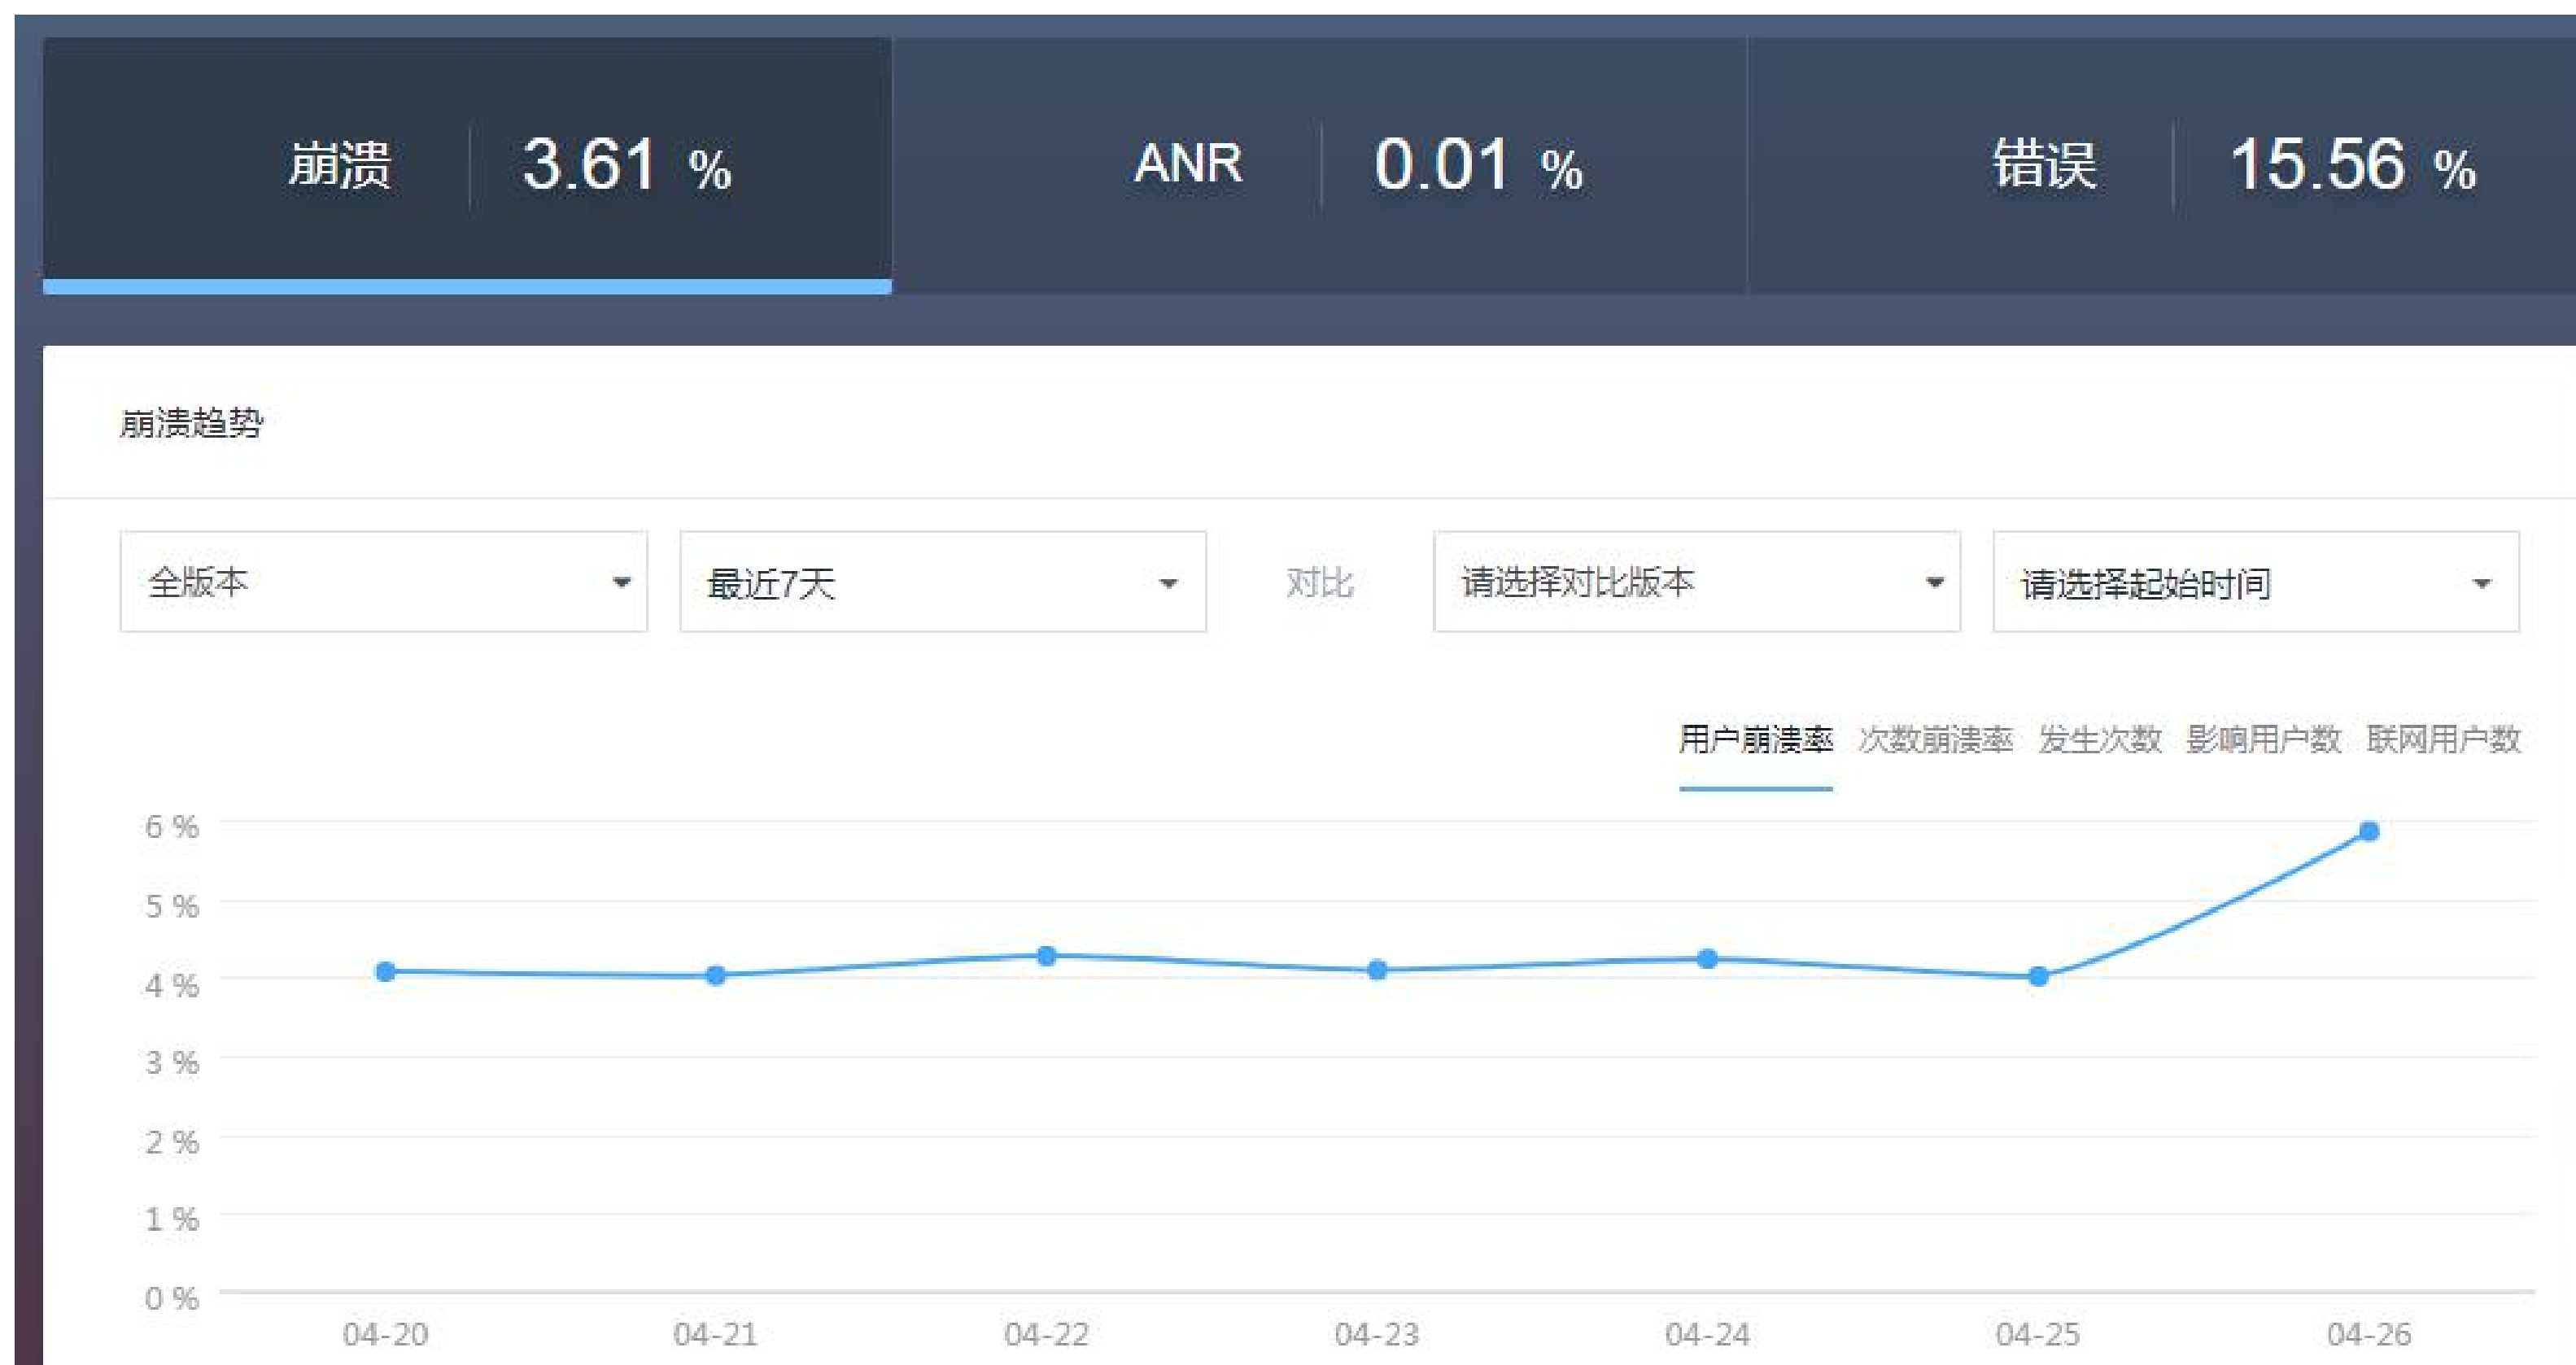 崩溃 3.61 % ANR 0.01 % 错误 15.56 %
崩溃趋势
全版本 最近7天 对比 请选择对比版本 请选择起始时间
用户崩溃率 次数崩溃率 发生次数 影响用户数 联网用户数
6 %
5 %
4 %
3 %
2 %
1 %
0 %
04-20 04-21 04-22 04-23 04-24 04-25 04-26